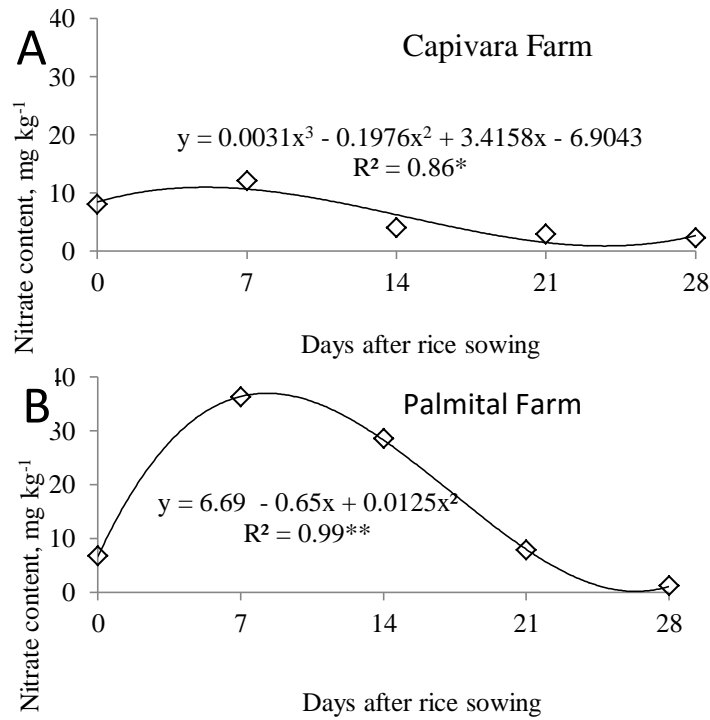 A
Capivara Farm
y = 0.0031x³ - 0.1976x² + 3.4158x - 6.9043
R² = 0.86*
Nitrate content, mg kg⁻¹
40
30
20
10
0
0 7 14 21 28
Days after rice sowing
B
Palmital Farm
y = 6.69 - 0.65x + 0.0125x²
R² = 0.99**
Nitrate content, mg kg⁻¹
40
30
20
10
0
0 7 14 21 28
Days after rice sowing